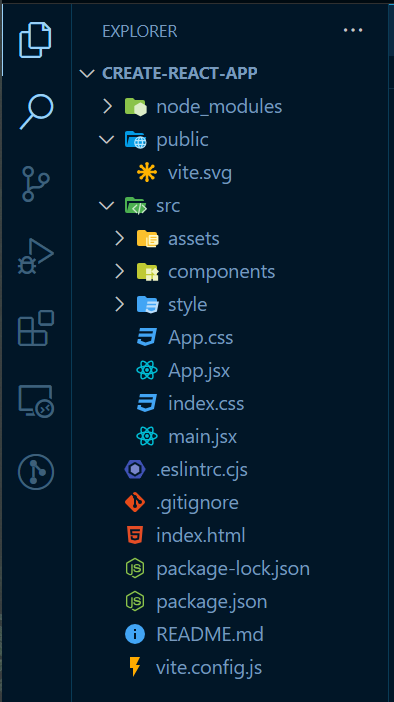 EXPLORER
CREATE-REACT-APP
node_modules
public
vite.svg
src
assets
components
style
App.css
App.jsx
index.css
main.jsx
.eslintrc.cjs
.gitignore
index.html
package-lock.json
package.json
README.md
vite.config.js